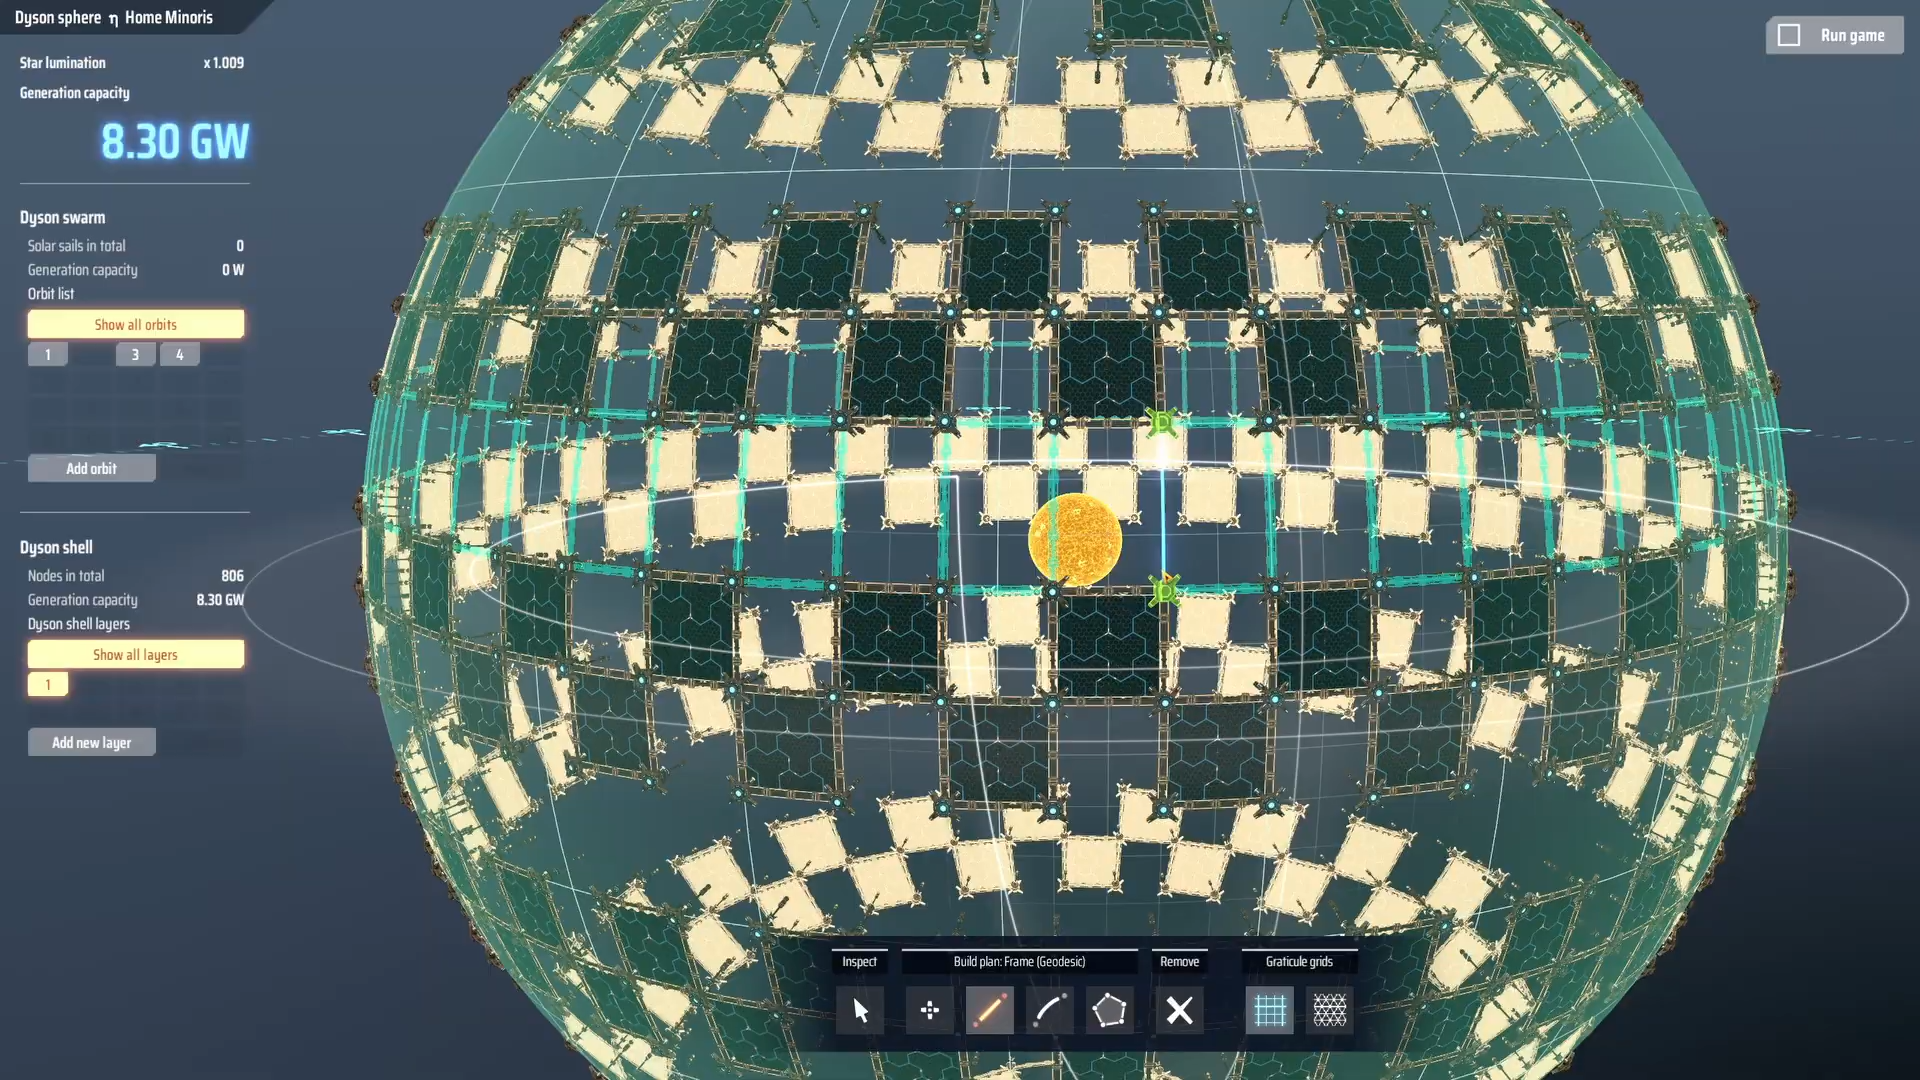 Dyson sphere η Home Minoris
Run game
Star lumination x 1.009
Generation capacity
8.30 GW
Dyson swarm
Solar sails in total 0
Generation capacity 0 W
Orbit list
Show all orbits
1 3 4
Add orbit
Dyson shell
Nodes in total 806
Generation capacity 8.30 GW
Dyson shell layers
Show all layers
1
Add new layer
Inspect Build plan: Frame (Geodesic) Remove Graticule grids